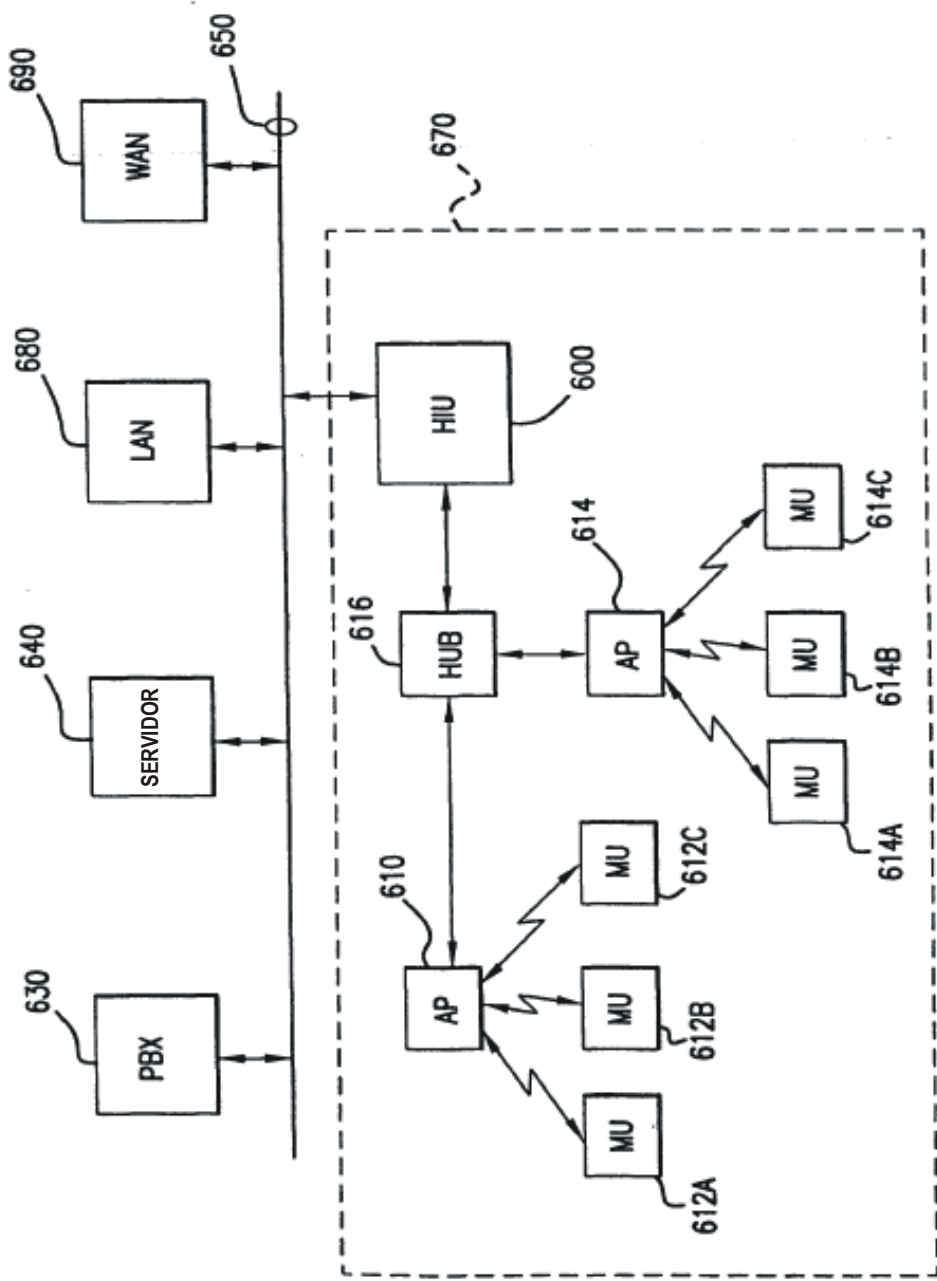 630
PBX
640
SERVIDOR
680
LAN
690
WAN
650
670
610
AP
616
HUB
HIU
600
614
AP
MU
612A
MU
612B
MU
612C
MU
614A
MU
614B
MU
614C